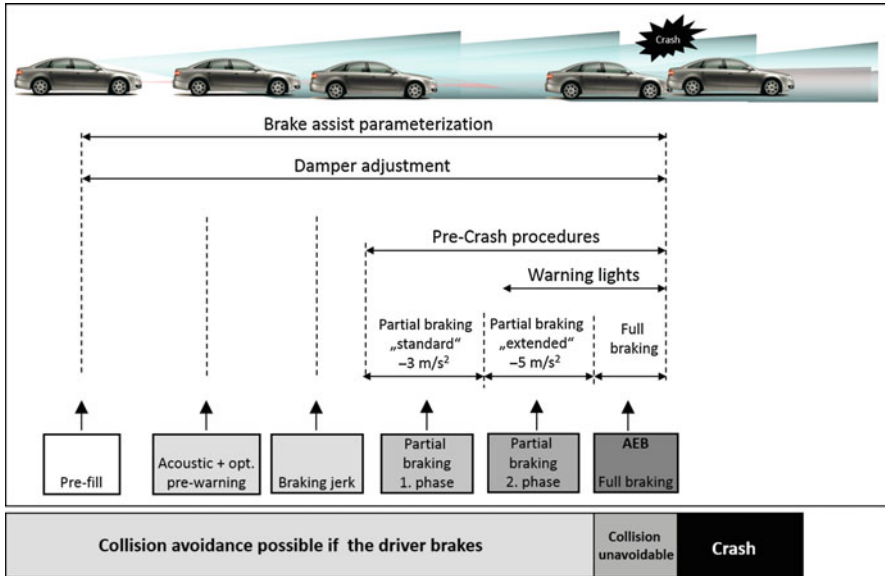 Crash
Brake assist parameterization
Damper adjustment
Pre-Crash procedures
Warning lights
Partial braking
„standard“
–3 m/s²
Partial braking
„extended“
–5 m/s²
Full
braking
Pre-fill
Acoustic + opt.
pre-warning
Braking jerk
Partial
braking
1. phase
Partial
braking
2. phase
AEB
Full braking
Collision avoidance possible if the driver brakes
Collision
unavoidable
Crash